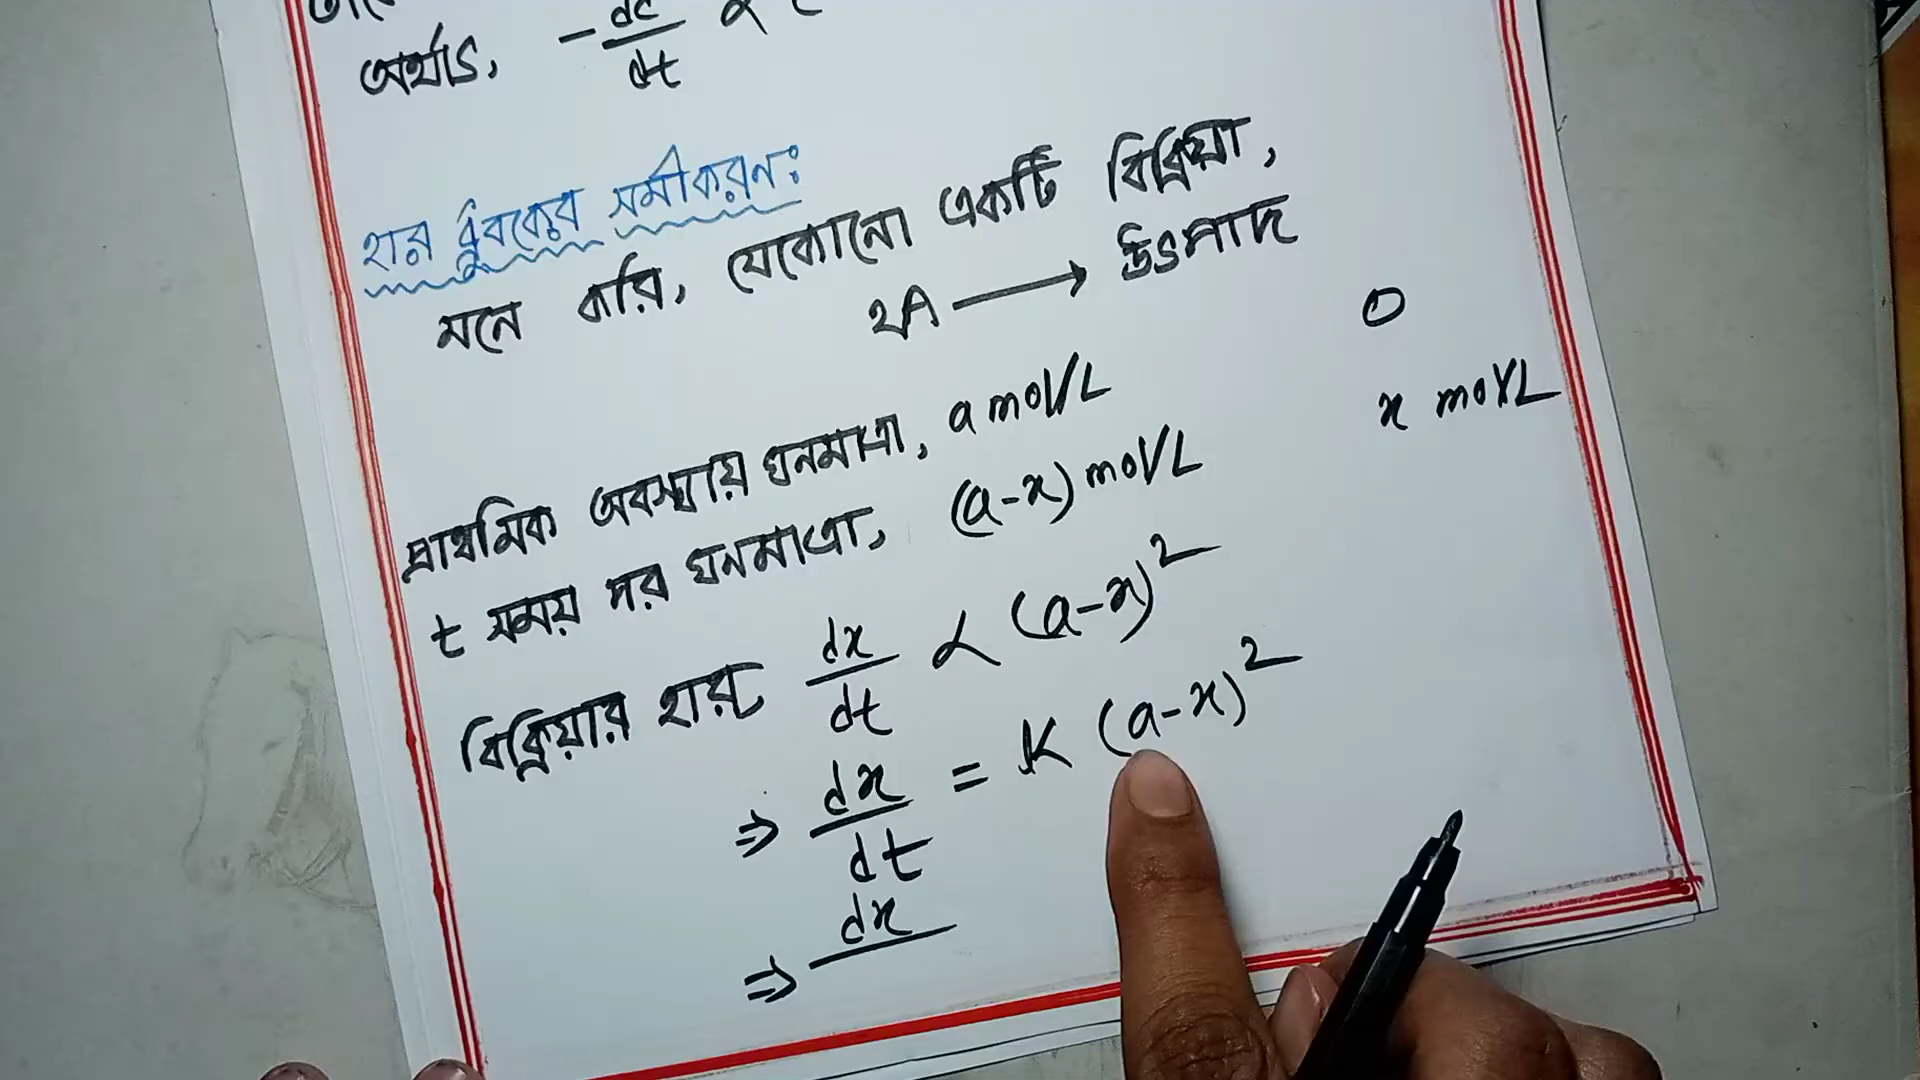 অর্থাৎ, -dc/dt ∝ c
হার ধ্রুবকের সমীকরণঃ
মনে করি, যেকোনো একটি বিক্রিয়া,
2A ⟶ উৎপাদ
0
প্রাথমিক অবস্থায় ঘনমাত্রা, a mol/L
x mol/L
t সময় পর ঘনমাত্রা, (a-x) mol/L
বিক্রিয়ার হার, dx/dt ∝ (a-x)²
⇒ dx/dt = K (a-x)²
⇒ dx